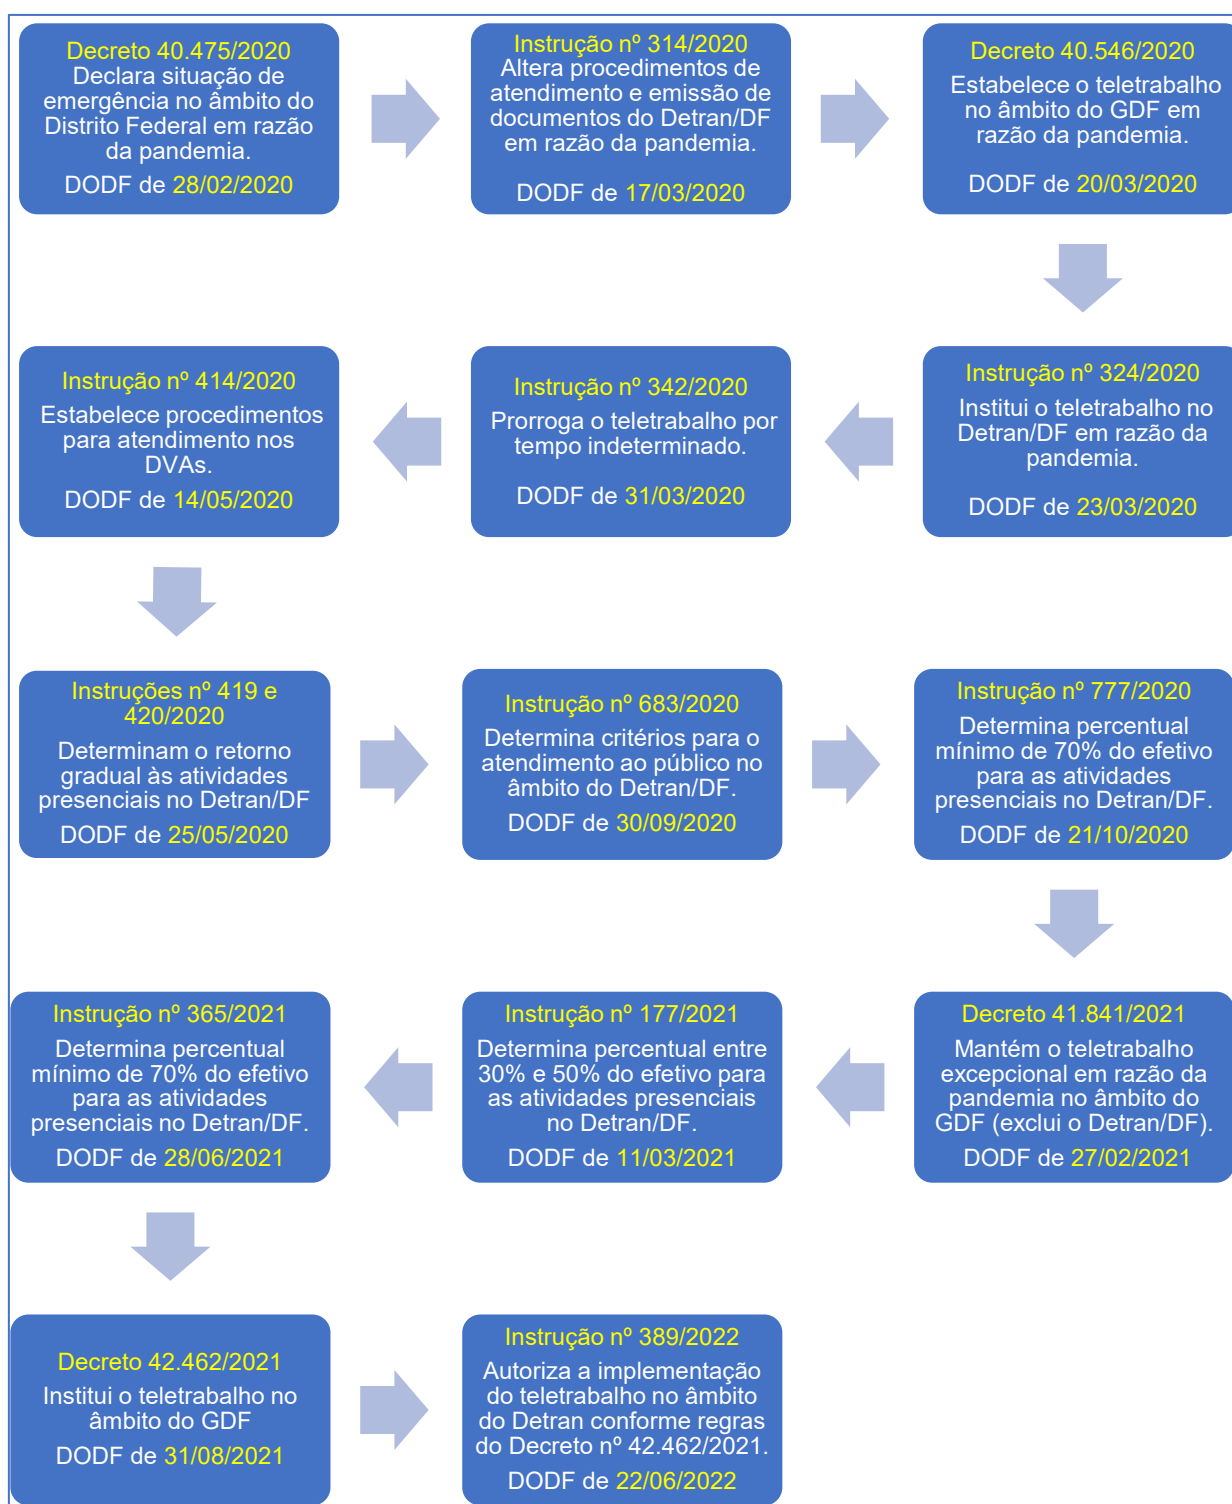 Decreto 40.475/2020
Declara situação de
emergência no âmbito do
Distrito Federal em razão
da pandemia.
DODF de 28/02/2020
Instrução nº 314/2020
Altera procedimentos de
atendimento e emissão de
documentos do Detran/DF
em razão da pandemia.
DODF de 17/03/2020
Decreto 40.546/2020
Estabelece o teletrabalho
no âmbito do GDF em
razão da pandemia.
DODF de 20/03/2020
Instrução nº 324/2020
Institui o teletrabalho no
Detran/DF em razão da
pandemia.
DODF de 23/03/2020
Instrução nº 342/2020
Prorroga o teletrabalho por
tempo indeterminado.
DODF de 31/03/2020
Instrução nº 414/2020
Estabelece procedimentos
para atendimento nos
DVAs.
DODF de 14/05/2020
Instruções nº 419 e
420/2020
Determinam o retorno
gradual às atividades
presenciais no Detran/DF
DODF de 25/05/2020
Instrução nº 683/2020
Determina critérios para o
atendimento ao público no
âmbito do Detran/DF.
DODF de 30/09/2020
Instrução nº 777/2020
Determina percentual
mínimo de 70% do efetivo
para as atividades
presenciais no Detran/DF.
DODF de 21/10/2020
Decreto 41.841/2021
Mantém o teletrabalho
excepcional em razão da
pandemia no âmbito do
GDF (exclui o Detran/DF).
DODF de 27/02/2021
Instrução nº 177/2021
Determina percentual entre
30% e 50% do efetivo para
as atividades presenciais
no Detran/DF.
DODF de 11/03/2021
Instrução nº 365/2021
Determina percentual
mínimo de 70% do efetivo
para as atividades
presenciais no Detran/DF.
DODF de 28/06/2021
Decreto 42.462/2021
Institui o teletrabalho no
âmbito do GDF
DODF de 31/08/2021
Instrução nº 389/2022
Autoriza a implementação
do teletrabalho no âmbito
do Detran conforme regras
do Decreto nº 42.462/2021.
DODF de 22/06/2022